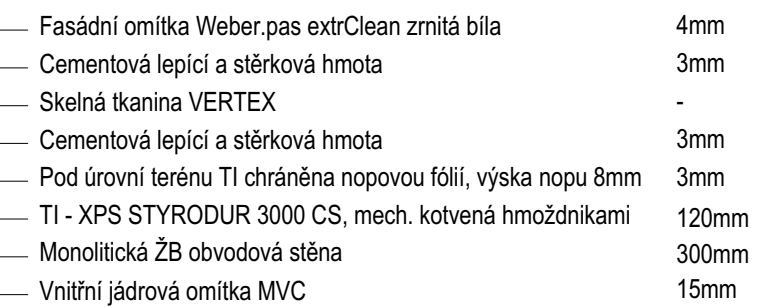 Fasádní omítka Weber.pas extrClean zrnitá bíla 4mm
Cementová lepící a stěrková hmota 3mm
Skelná tkanina VERTEX -
Cementová lepící a stěrková hmota 3mm
Pod úrovní terénu TI chráněna nopovou fólií, výska nopu 8mm 3mm
TI - XPS STYRODUR 3000 CS, mech. kotvená hmoždnikami 120mm
Monolitická ŽB obvodová stěna 300mm
Vnitřní jádrová omítka MVC 15mm